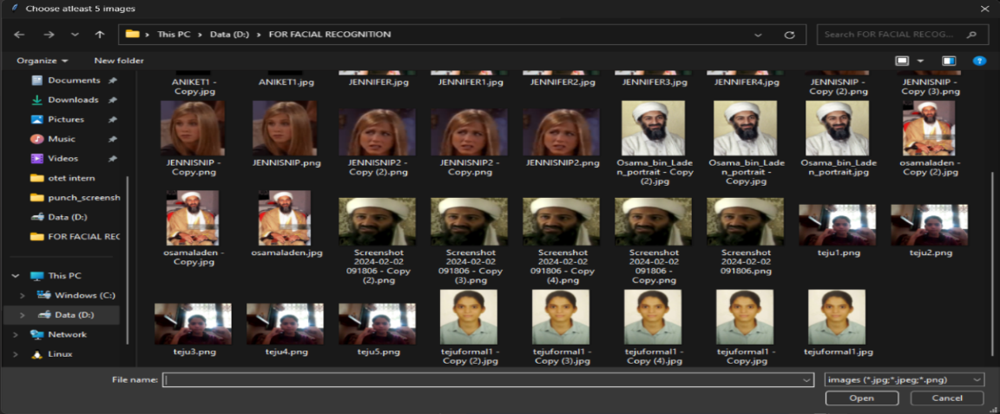 Choose atleast 5 images
This PC > Data (D:) > FOR FACIAL RECOGNITION
Search FOR FACIAL RECOG...
Organize
New folder
Documents
Downloads
Pictures
Music
Videos
otet intern
punch_screensh
Data (D:)
FOR FACIAL REC
This PC
Windows (C:)
Data (D:)
Network
Linux
ANIKET1 -
Copy.jpg
ANIKET1.jpg
JENNIFER.jpg
JENNIFER1.jpg
JENNIFER2.jpg
JENNIFER3.jpg
JENNIFER4.jpg
JENNISNIP -
Copy (2).png
JENNISNIP -
Copy (3).png
JENNISNIP -
Copy.png
JENNISNIP.png
JENNISNIP2 -
Copy (2).png
JENNISNIP2 -
Copy.png
JENNISNIP2.png
Osama_bin_Lade
n_portrait - Copy
(2).jpg
Osama_bin_Lade
n_portrait -
Copy.jpg
Osama_bin_Lade
n_portrait.jpg
osamaladen -
Copy (2).jpg
osamaladen -
Copy.jpg
osamaladen.jpg
Screenshot
2024-02-02
091806 - Copy
(2).png
Screenshot
2024-02-02
091806 - Copy
(3).png
Screenshot
2024-02-02
091806 - Copy
(4).png
Screenshot
2024-02-02
091806 -
Copy.png
Screenshot
2024-02-02
091806.png
teju1.png
teju2.png
teju3.png
teju4.png
teju5.png
tejuformal1 -
Copy (2).jpg
tejuformal1 -
Copy (3).jpg
tejuformal1 -
Copy (4).jpg
tejuformal1 -
Copy.jpg
tejuformal1.jpg
File name:
images (*.jpg;*.jpeg;*.png)
Open
Cancel